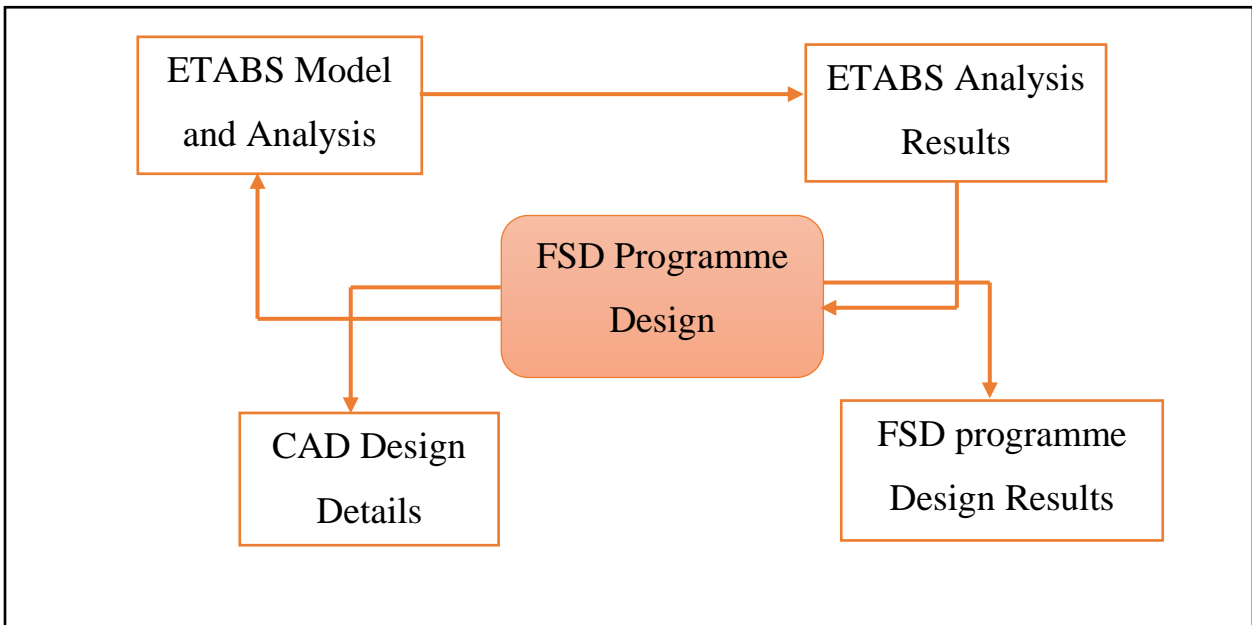 ETABS Model
and Analysis
ETABS Analysis
Results
FSD Programme
Design
CAD Design
Details
FSD programme
Design Results